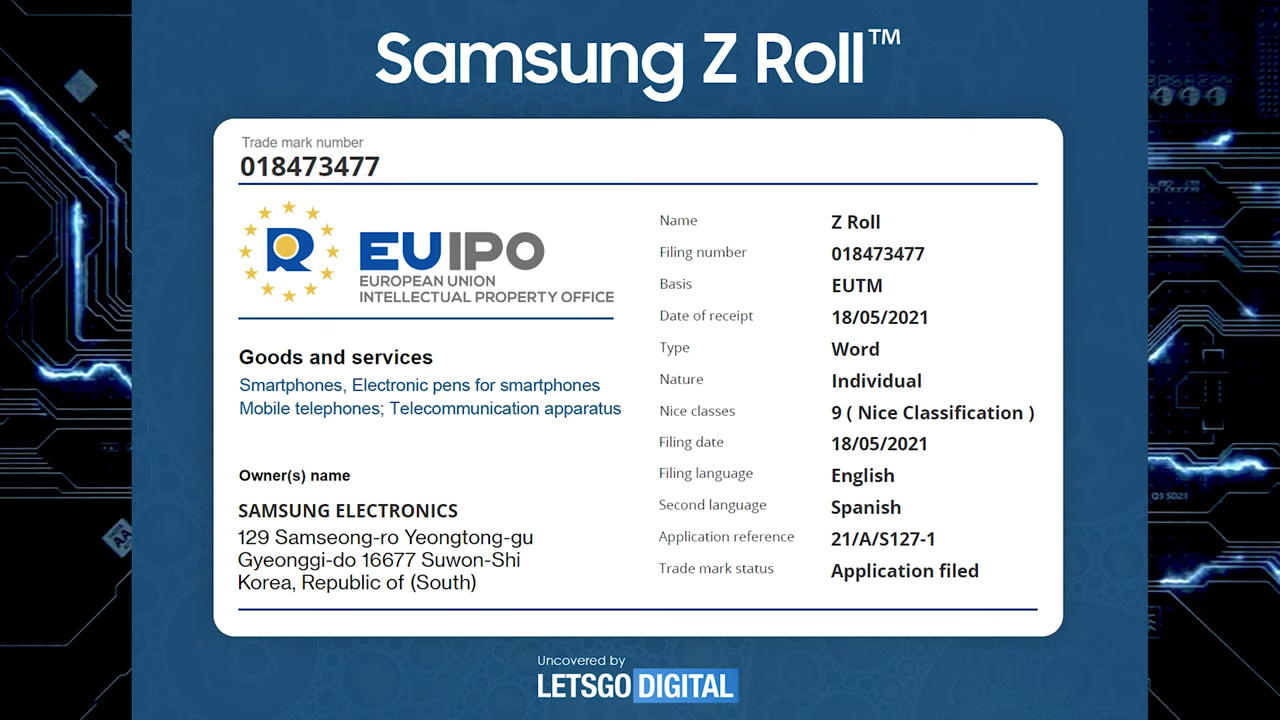 Samsung Z Roll™
Trade mark number
018473477
R
EUIPO
EUROPEAN UNION
INTELLECTUAL PROPERTY OFFICE
Goods and services
Smartphones, Electronic pens for smartphones
Mobile telephones; Telecommunication apparatus
Owner(s) name
SAMSUNG ELECTRONICS
129 Samseong-ro Yeongtong-gu
Gyeonggi-do 16677 Suwon-Shi
Korea, Republic of (South)
Name Z Roll
Filing number 018473477
Basis EUTM
Date of receipt 18/05/2021
Type Word
Nature Individual
Nice classes 9 ( Nice Classification )
Filing date 18/05/2021
Filing language English
Second language Spanish
Application reference 21/A/S127-1
Trade mark status Application filed
Uncovered by
LETSGO DIGITAL
Q3 SD23
AA